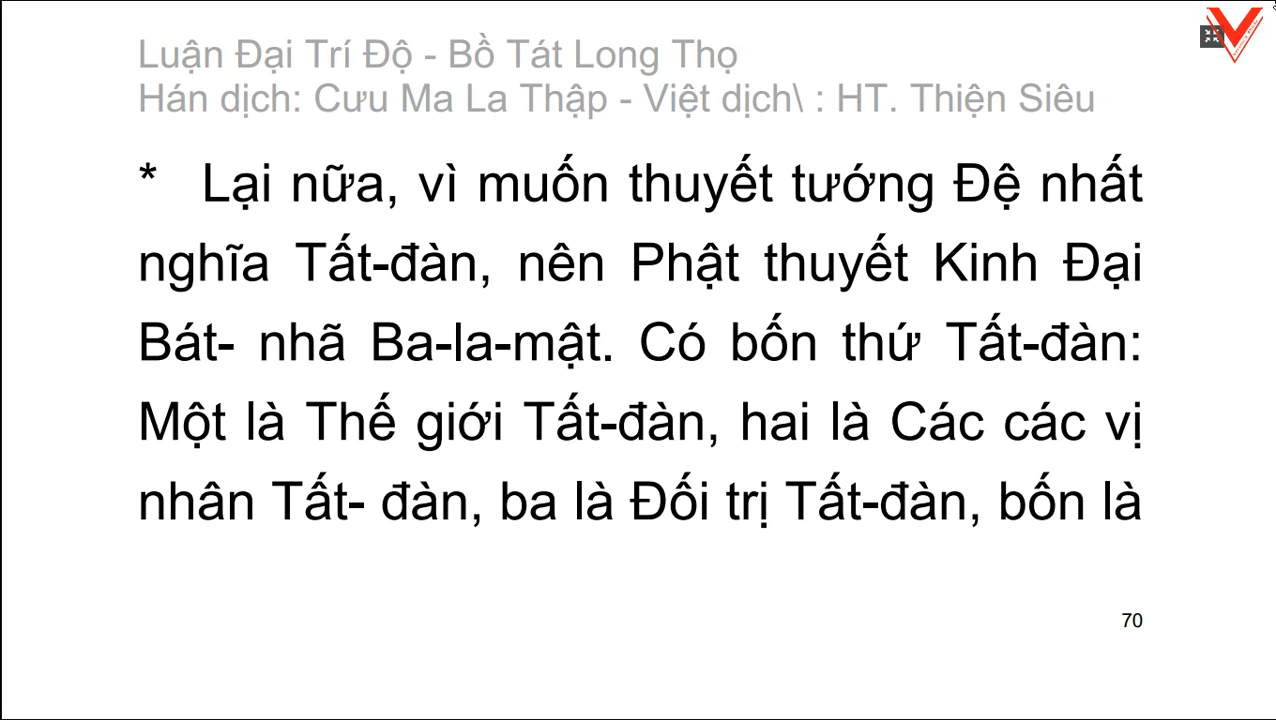 Luận Đại Trí Độ - Bồ Tát Long Thọ
Hán dịch: Cưu Ma La Thập - Việt dịch\ : HT. Thiện Siêu
* Lại nữa, vì muốn thuyết tướng Đệ nhất
nghĩa Tất-đàn, nên Phật thuyết Kinh Đại
Bát- nhã Ba-la-mật. Có bốn thứ Tất-đàn:
Một là Thế giới Tất-đàn, hai là Các các vị
nhân Tất- đàn, ba là Đối trị Tất-đàn, bốn là
70